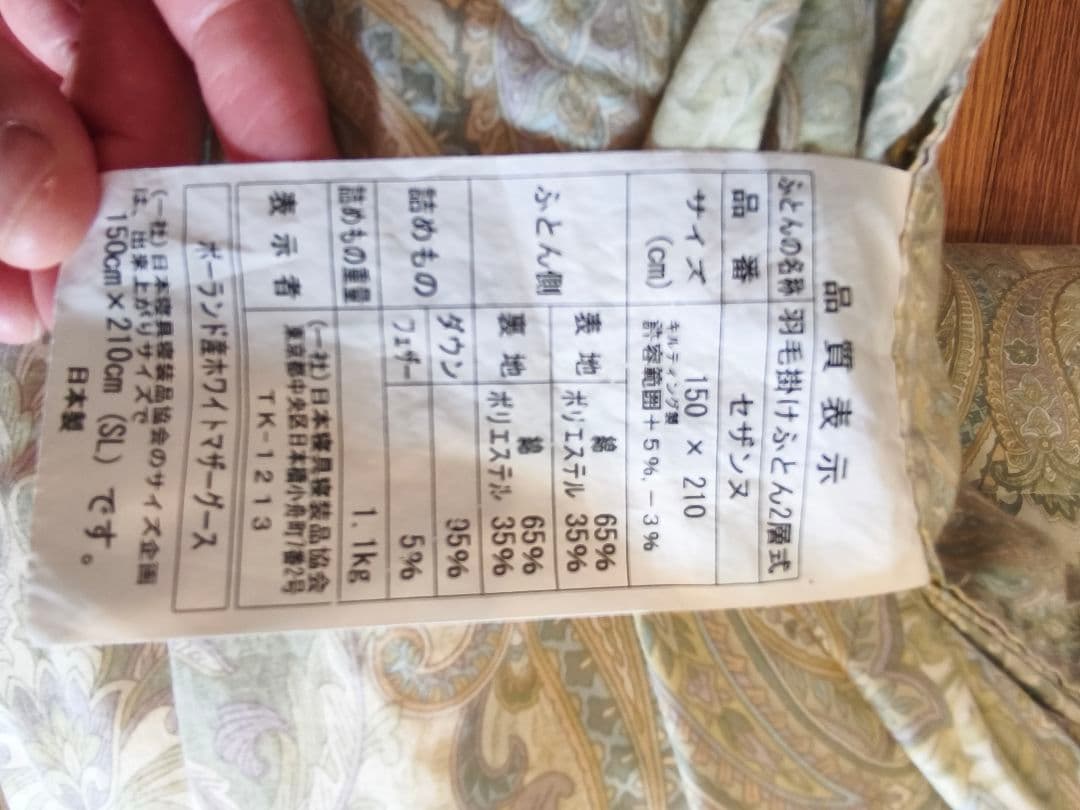 品質表示
ふとんの名称 羽毛掛けふとん2層式
品番 セザンヌ
サイズ(cm) 150 × 210
キルティング製
許容範囲+5%,-3%
ふとん側 表地 綿 65%
ポリエステル 35%
裏地 綿 65%
ポリエステル 35%
詰めもの ダウン 95%
フェザー 5%
詰めもの重量 1.1kg
表示者 (一社)日本寝具寝装品協会
東京都中央区日本橋小舟町7番2号
TK-1213
ポーランド産ホワイトマザーグース
(一社)日本寝具寝装品協会のサイズ企画
は、出来上がりサイズで
150cm×210cm(SL)です。
日本製